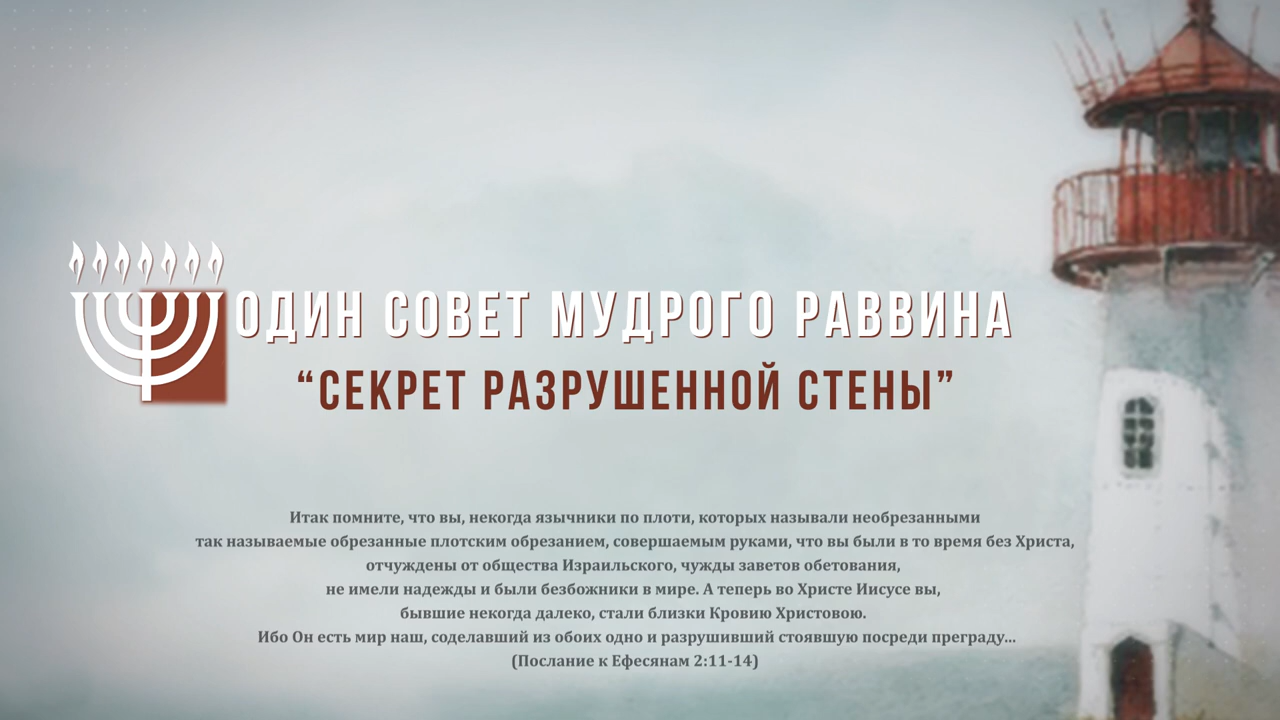 ОДИН СОВЕТ МУДРОГО РАВВИНА
“СЕКРЕТ РАЗРУШЕННОЙ СТЕНЫ”
Итак помните, что вы, некогда язычники по плоти, которых называли необрезанными
так называемые обрезанные плотским обрезанием, совершаемым руками, что вы были в то время без Христа,
отчуждены от общества Израильского, чужды заветов обетования,
не имели надежды и были безбожники в мире. А теперь во Христе Иисусе вы,
бывшие некогда далеко, стали близки Кровию Христовою.
Ибо Он есть мир наш, соделавший из обоих одно и разрушивший стоявшую посреди преграду...
(Послание к Ефесянам 2:11-14)